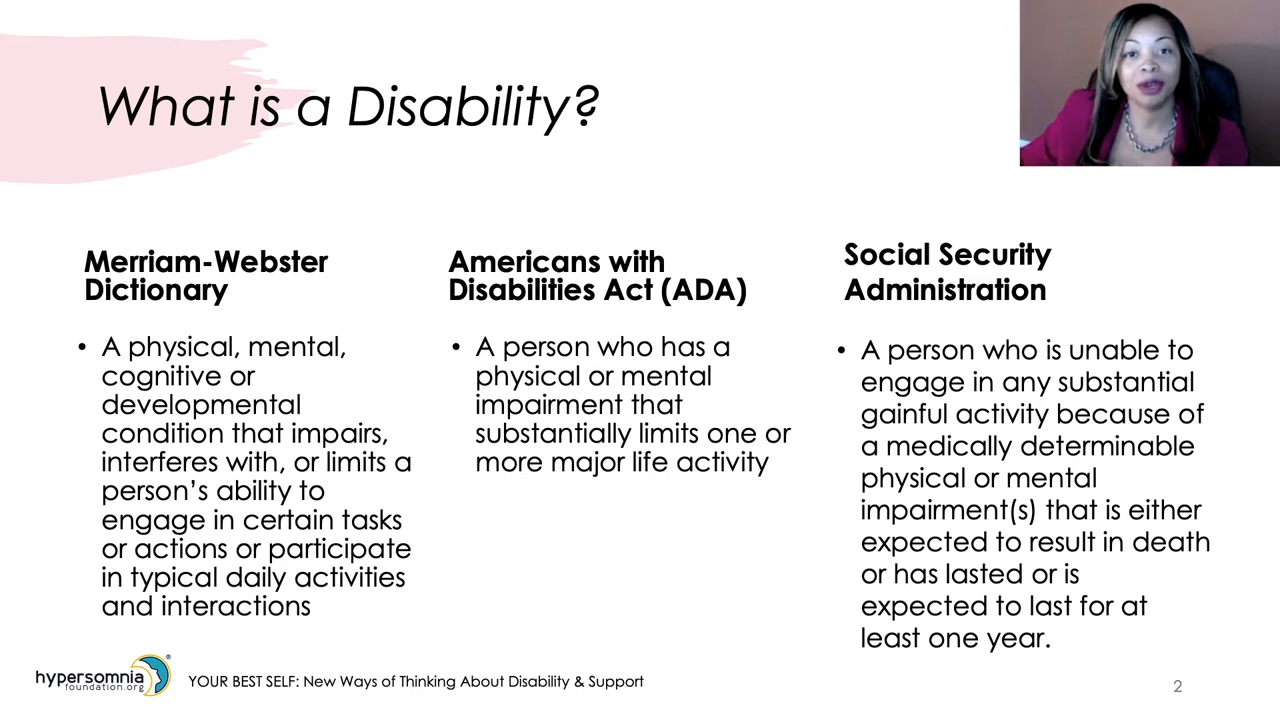 What is a Disability?
Merriam-Webster
Dictionary
• A physical, mental,
cognitive or
developmental
condition that impairs,
interferes with, or limits a
person’s ability to
engage in certain tasks
or actions or participate
in typical daily activities
and interactions
Americans with
Disabilities Act (ADA)
• A person who has a
physical or mental
impairment that
substantially limits one or
more major life activity
Social Security
Administration
• A person who is unable to
engage in any substantial
gainful activity because of
a medically determinable
physical or mental
impairment(s) that is either
expected to result in death
or has lasted or is
expected to last for at
least one year.
hypersomnia®
foundation.org
YOUR BEST SELF: New Ways of Thinking About Disability & Support
2